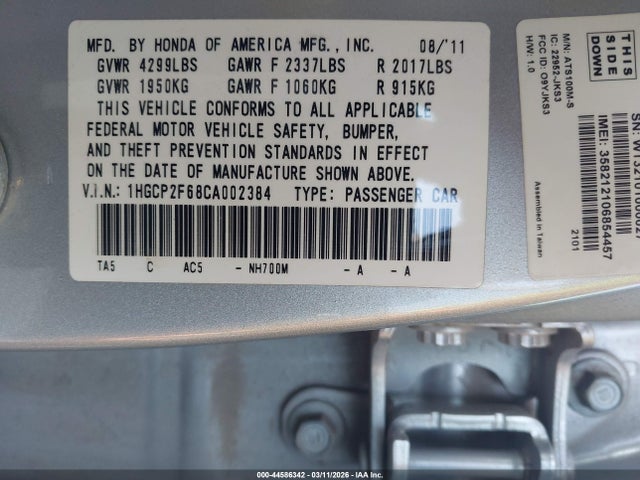 MFD. BY HONDA OF AMERICA MFG., INC. 08/'11
GVWR 4299LBS GAWR F 2337LBS R 2017LBS
GVWR 1950KG GAWR F 1060KG R 915KG
THIS VEHICLE CONFORMS TO ALL APPLICABLE
FEDERAL MOTOR VEHICLE SAFETY, BUMPER,
AND THEFT PREVENTION STANDARDS IN EFFECT
ON THE DATE OF MANUFACTURE SHOWN ABOVE.
V.I.N.: 1HGCP2F68CA002384 TYPE: PASSENGER CAR
TA5 C AC5 - NH700M - A - A
THIS
SIDE
DOWN
M/N: ATS100M-S
IC: 22952-JKS3
FCC ID: O9YJKS3
H/W: 1.0
Assembled in Taiwan
IMEI: 358212106854457
2101
000-44586342 - 03/11/2026 - IAA Inc.